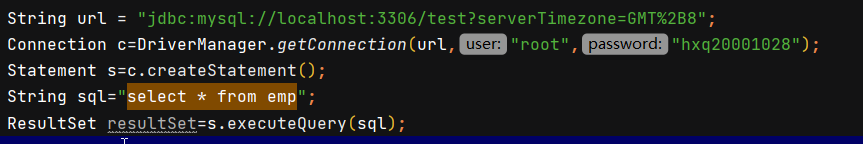 String url = "jdbc:mysql://localhost:3306/test?serverTimezone=GMT%2B8";
Connection c=DriverManager.getConnection(url, user: "root", password: "hxq20001028");
Statement s=c.createStatement();
String sql="select * from emp";
ResultSet resultSet=s.executeQuery(sql);